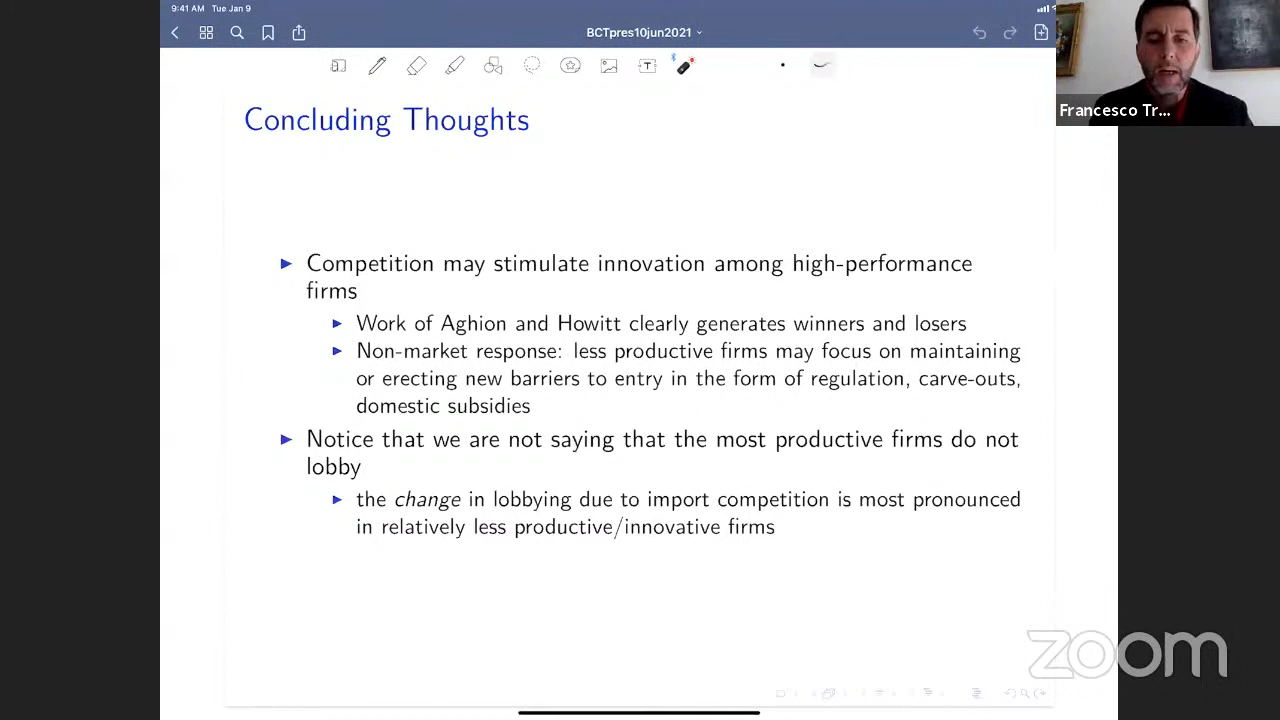 9:41 AM Tue Jan 9
BCTpres10jun2021
T
Francesco Tr...
Concluding Thoughts
Competition may stimulate innovation among high-performance
firms
Work of Aghion and Howitt clearly generates winners and losers
Non-market response: less productive firms may focus on maintaining
or erecting new barriers to entry in the form of regulation, carve-outs,
domestic subsidies
Notice that we are not saying that the most productive firms do not
lobby
the change in lobbying due to import competition is most pronounced
in relatively less productive/innovative firms
zoom